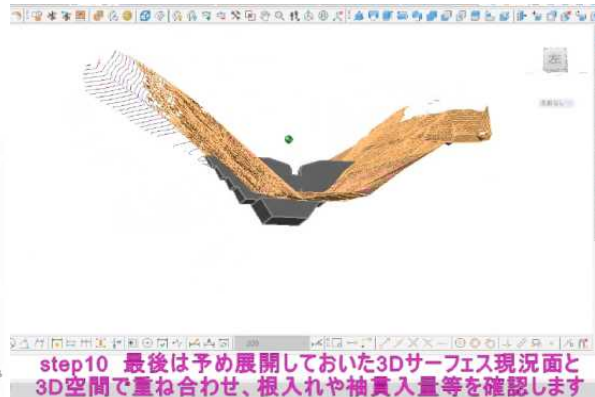 左
step10 最後は予め展開しておいた3Dサーフェス現況面と
3D空間で重ね合わせ、根入れや袖貫入量等を確認します